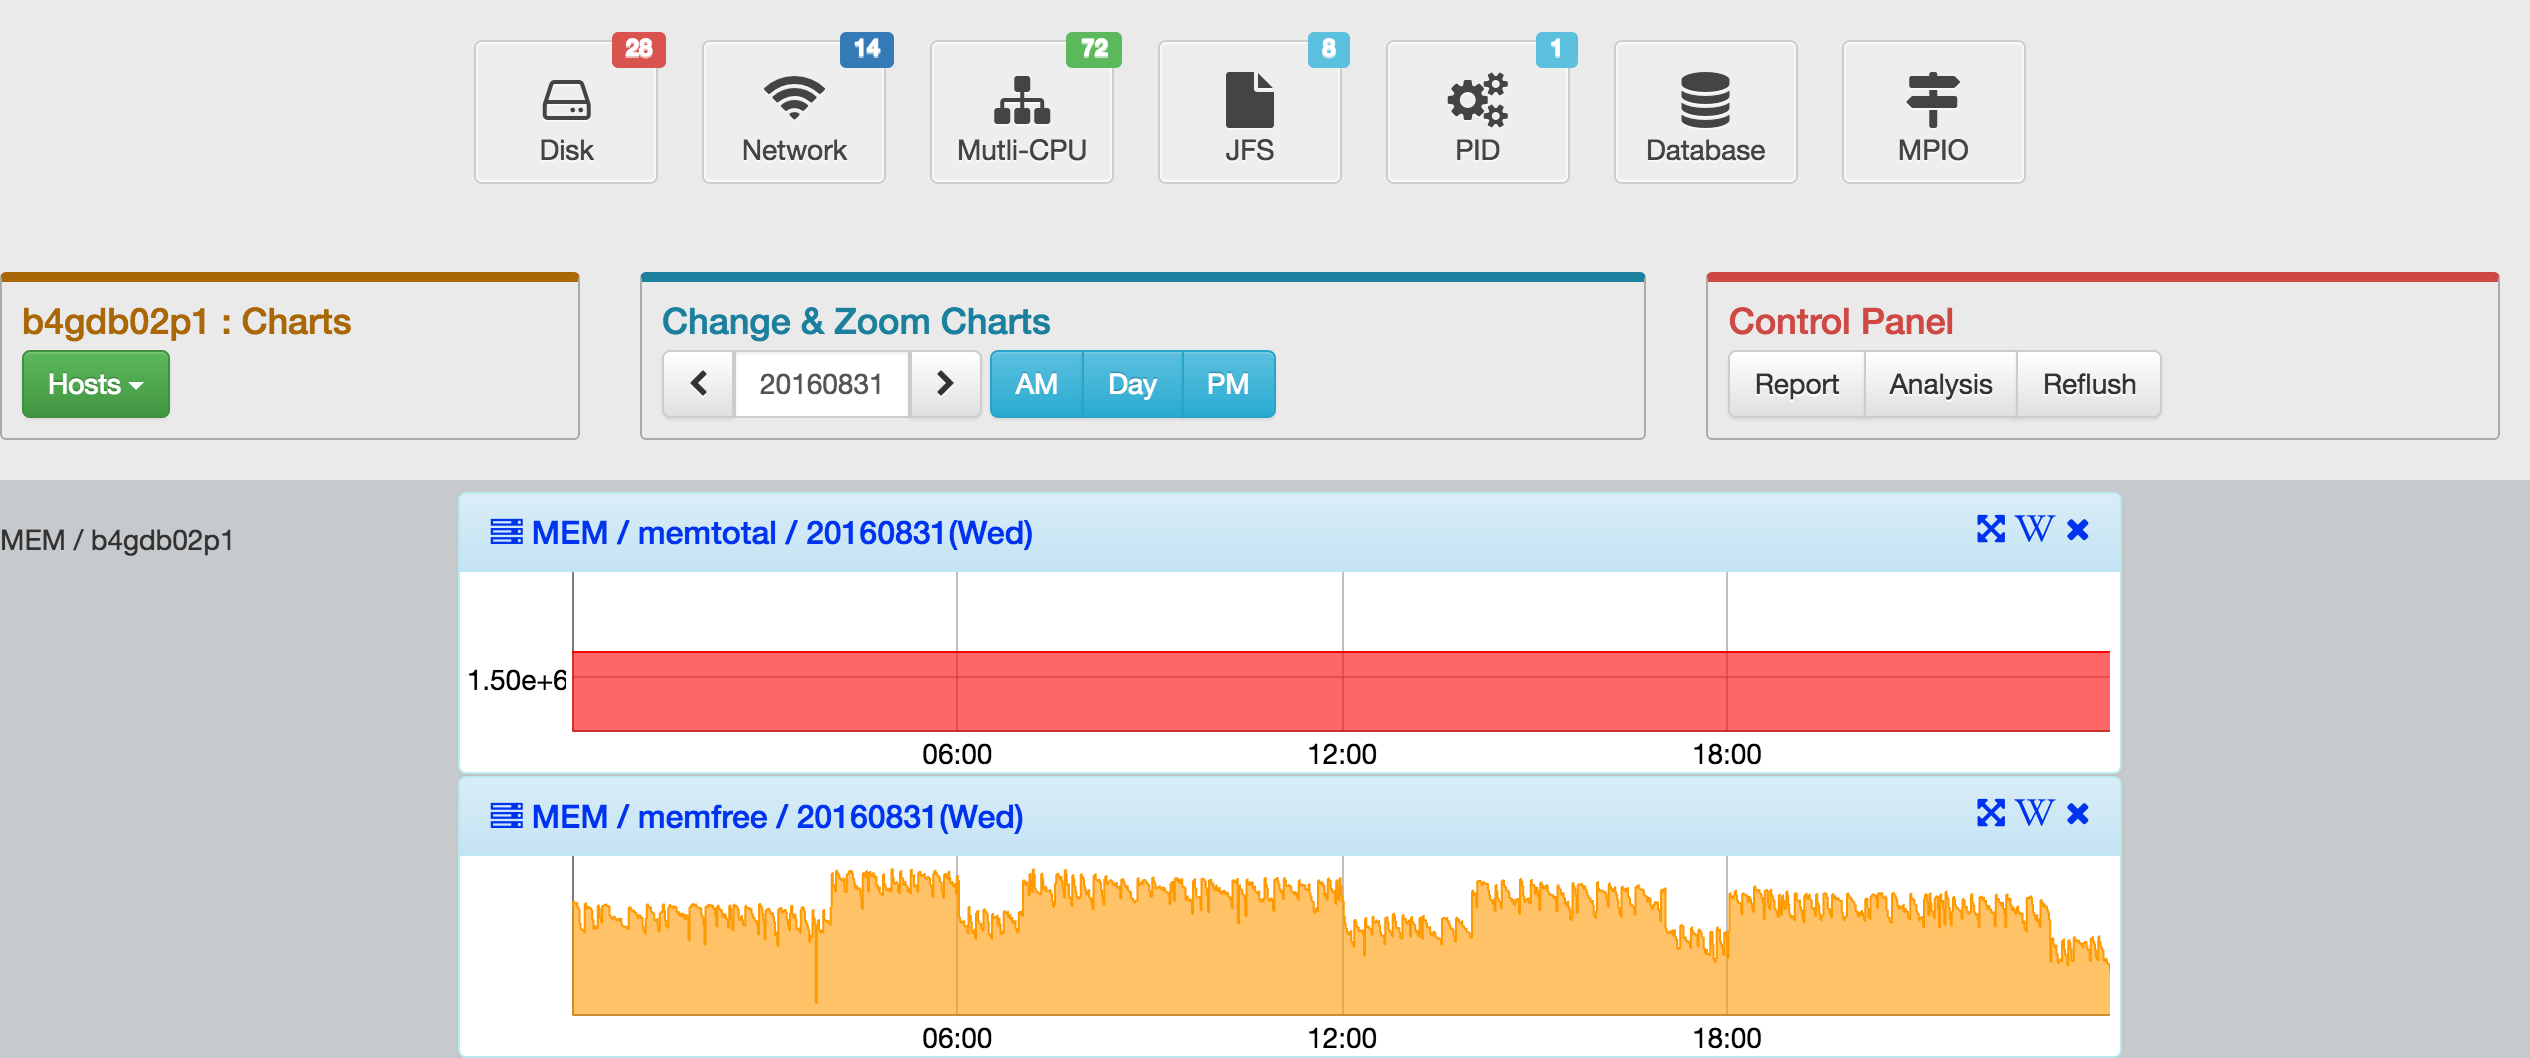 28 14 72 8 1
Disk Network Mutli-CPU JFS PID Database MPIO
b4gdb02p1 : Charts
Hosts
Change & Zoom Charts
20160831 AM Day PM
Control Panel
Report Analysis Reflush
MEM / b4gdb02p1
MEM / memtotal / 20160831(Wed) W
1.50e+6
06:00 12:00 18:00
MEM / memfree / 20160831(Wed) W
06:00 12:00 18:00